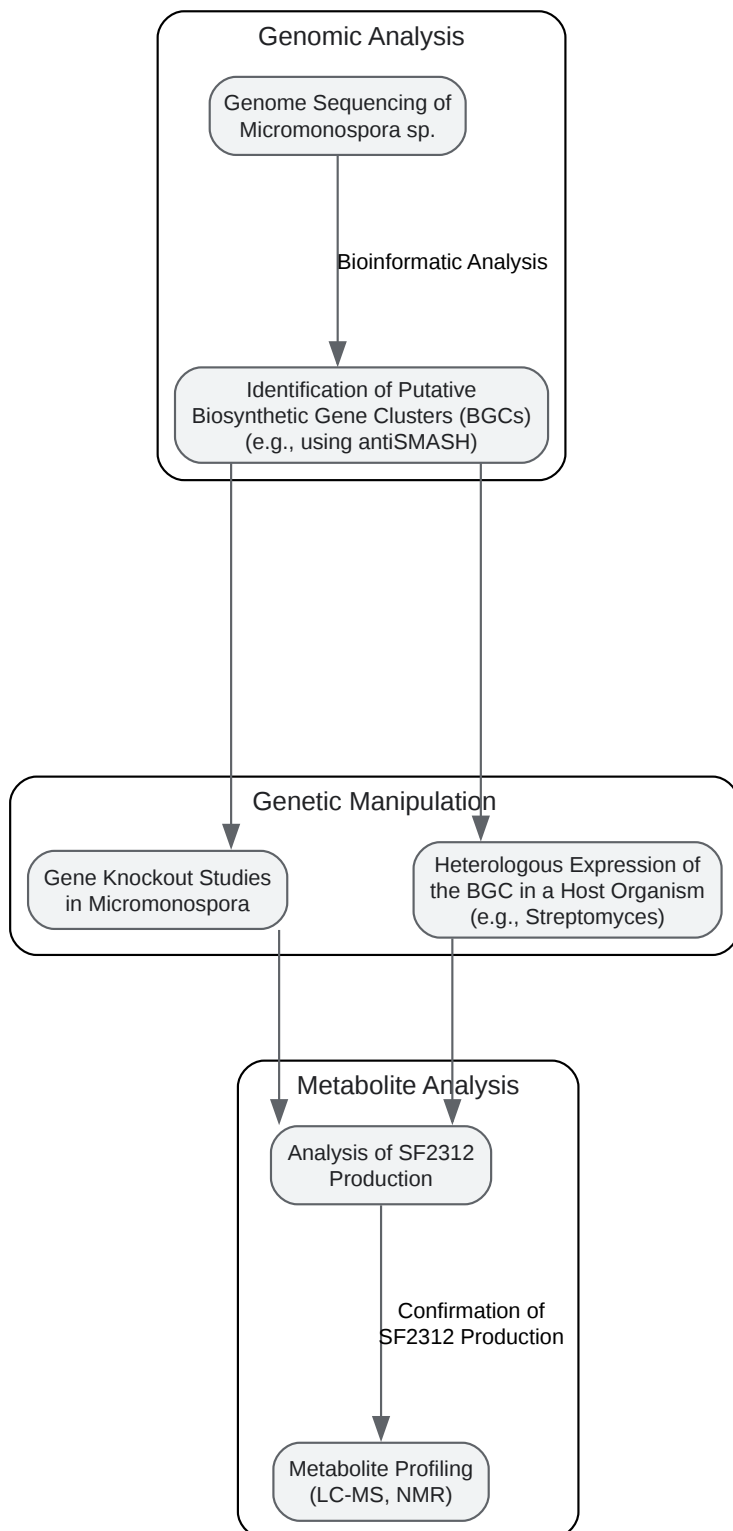 Genomic Analysis
Genome Sequencing of
Micromonospora sp.
Bioinformatic Analysis
Identification of Putative
Biosynthetic Gene Clusters (BGCs)
(e.g., using antiSMASH)
Genetic Manipulation
Gene Knockout Studies
in Micromonospora
Heterologous Expression of
the BGC in a Host Organism
(e.g., Streptomyces)
Metabolite Analysis
Analysis of SF2312
Production
Confirmation of
SF2312 Production
Metabolite Profiling
(LC-MS, NMR)